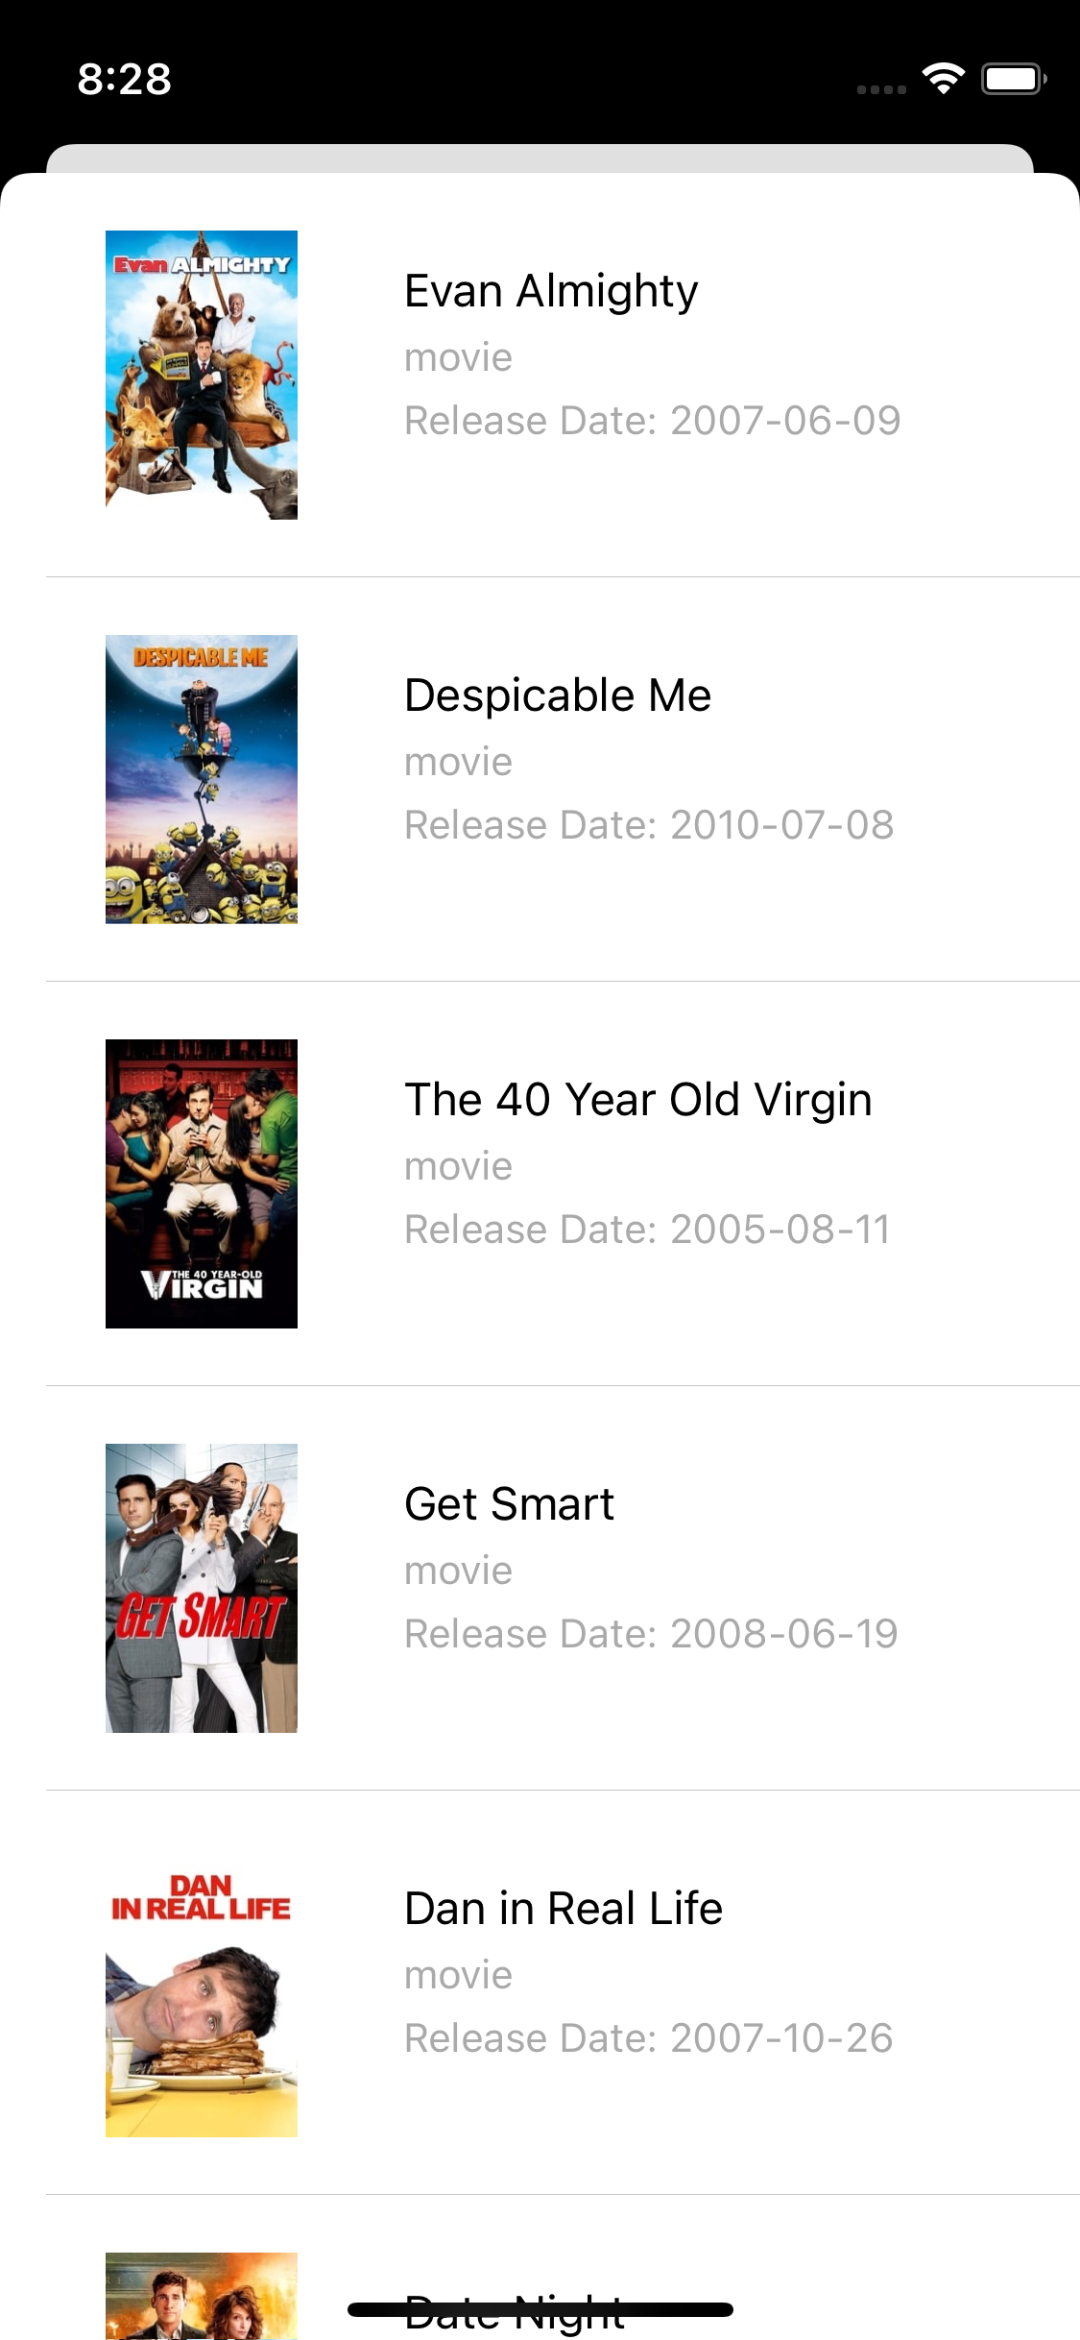 8:28
Evan ALMIGHTY
Evan Almighty
movie
Release Date: 2007-06-09
DESPICABLE ME
Despicable Me
movie
Release Date: 2010-07-08
The 40 Year Old Virgin
movie
Release Date: 2005-08-11
THE 40 YEAR-OLD
VIRGIN
Get Smart
movie
Release Date: 2008-06-19
GET SMART
DAN
IN REAL LIFE
Dan in Real Life
movie
Release Date: 2007-10-26
Date Night